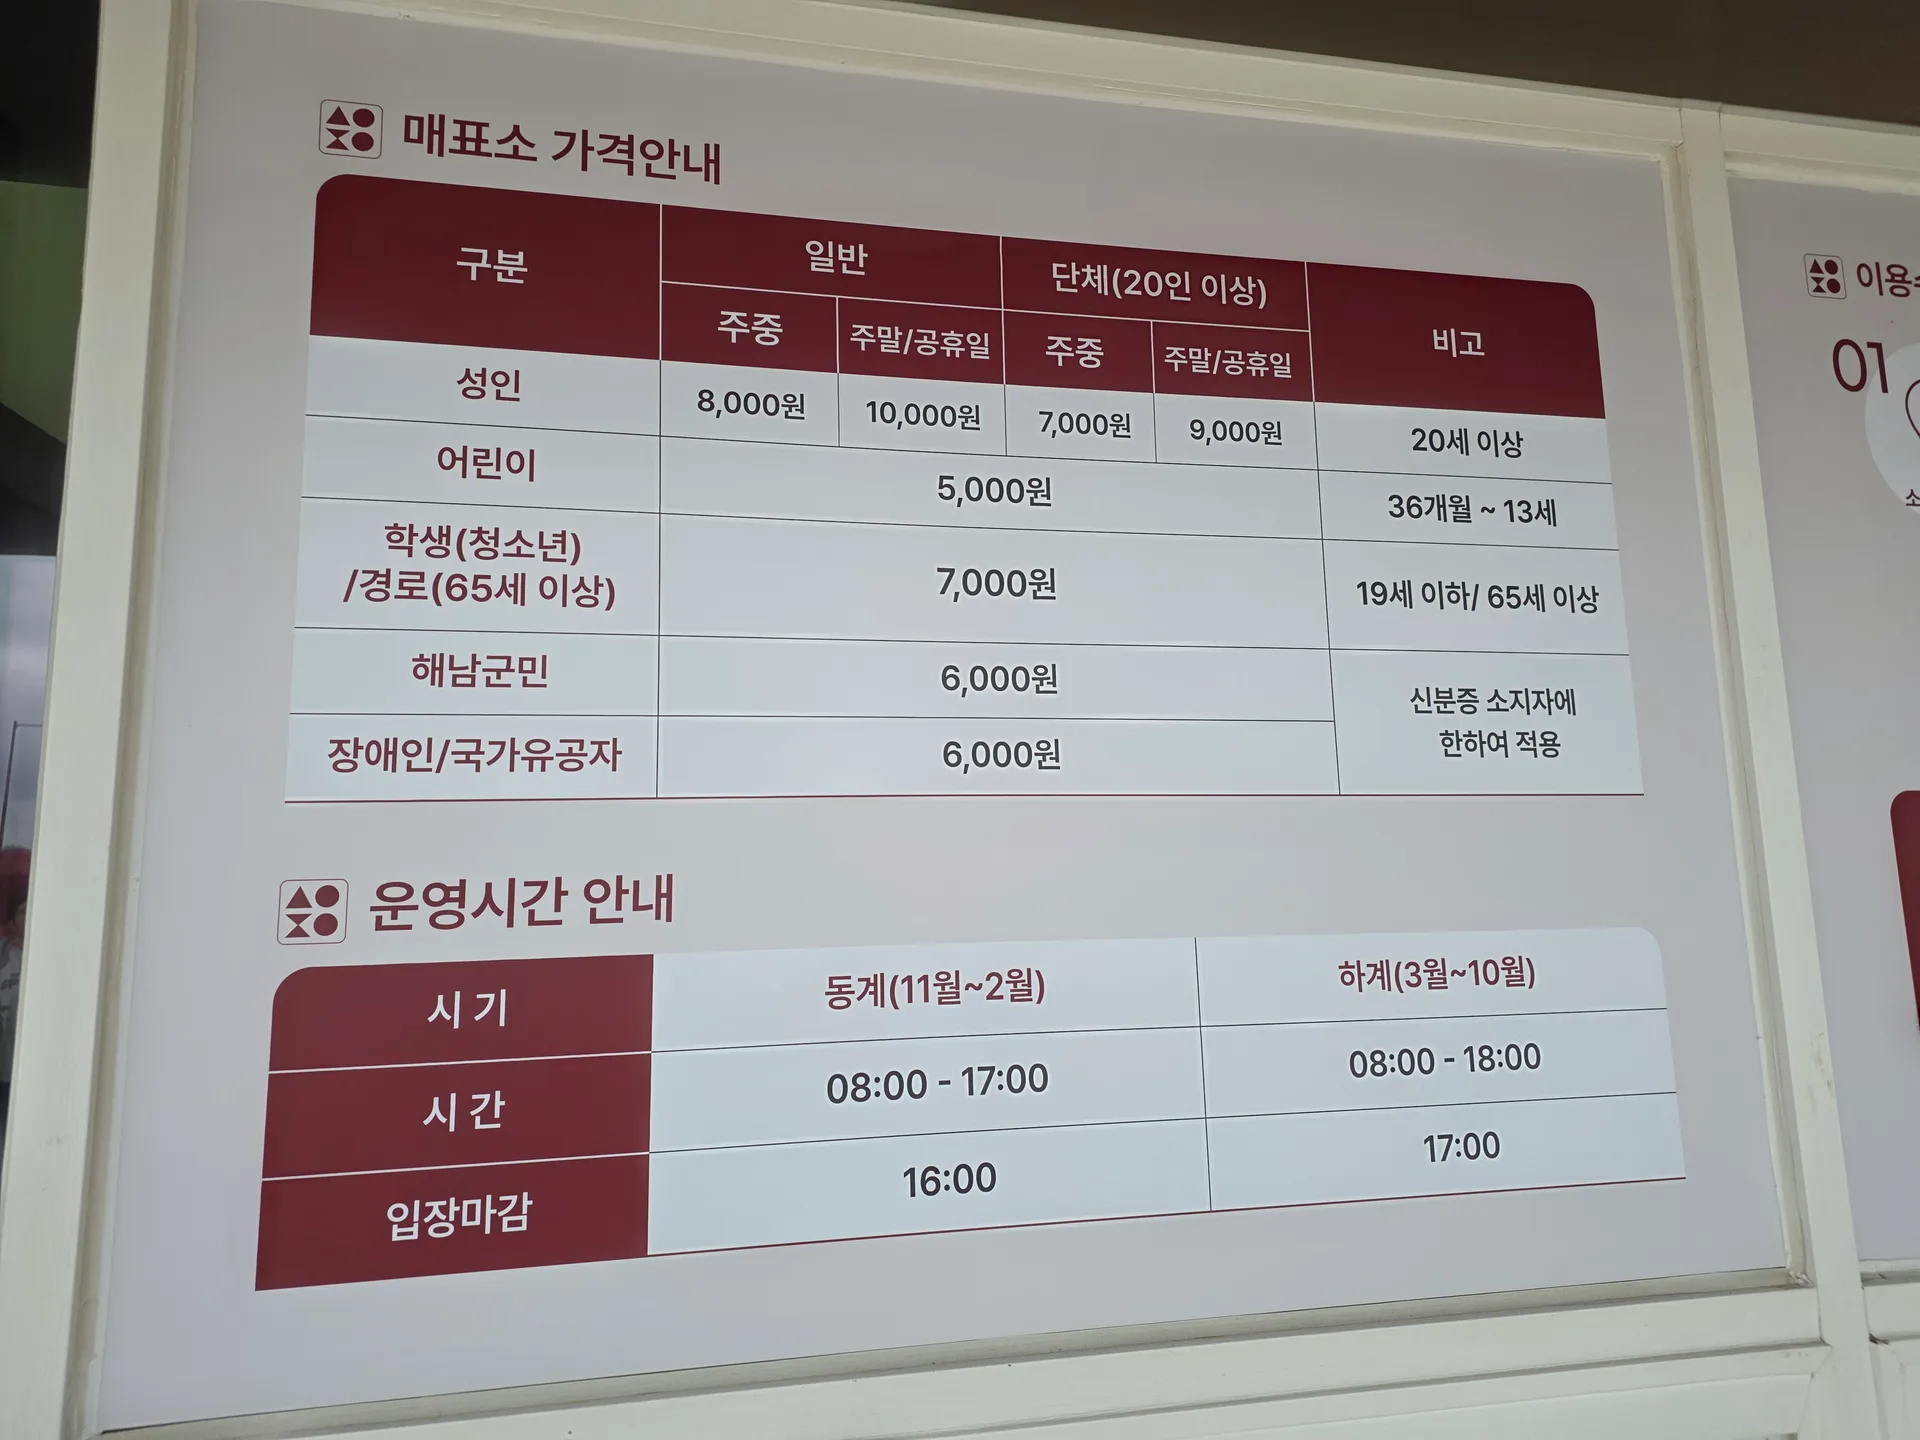 매표소 가격안내
구분
일반
단체(20인 이상)
비고
주중
주말/공휴일
주중
주말/공휴일
성인
8,000원
10,000원
7,000원
9,000원
20세 이상
어린이
5,000원
36개월 ~ 13세
학생(청소년)
/경로(65세 이상)
7,000원
19세 이하/ 65세 이상
해남군민
6,000원
신분증 소지자에
한하여 적용
장애인/국가유공자
6,000원
운영시간 안내
시 기
동계(11월~2월)
하계(3월~10월)
시 간
08:00 - 17:00
08:00 - 18:00
입장마감
16:00
17:00
이용
01